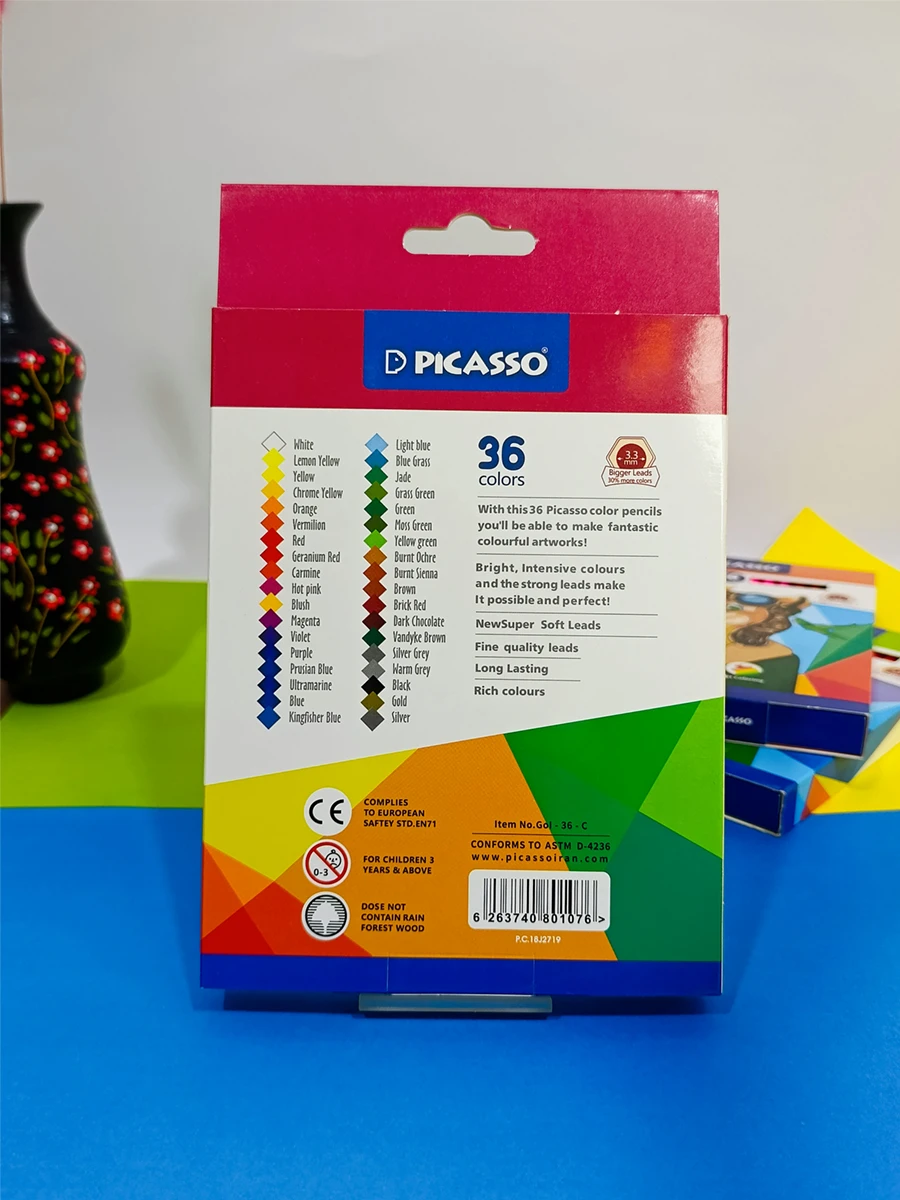 PICASSO®
White
Lemon Yellow
Yellow
Chrome Yellow
Orange
Vermilion
Red
Geranium Red
Carmine
Hot pink
Blush
Magenta
Violet
Purple
Prusian Blue
Ultramarine
Blue
Kingfisher Blue
Light blue
Blue Grass
Jade
Grass Green
Green
Moss Green
Yellow green
Burnt Ochre
Burnt Sienna
Brown
Brick Red
Dark Chocolate
Vandyke Brown
Silver Grey
Warm Grey
Black
Gold
Silver
36
colors
3.3
mm
Bigger Leads
30% more colors
With this36 Picasso color pencils
you'll be able to make fantastic
colourful artworks!
Bright, Intensive colours
and the strong leads make
It possible and perfect!
NewSuper Soft Leads
Fine quality leads
Long Lasting
Rich colours
CE
COMPLIES
TO EUROPEAN
SAFTEY STD.EN71
0-3
FOR CHILDREN 3
YEARS & ABOVE
DOSE NOT
CONTAIN RAIN
FOREST WOOD
Item No.Gol - 36 - C
CONFORMS TO ASTM D-4236
www.picassoiran.com
6 263740 801076 >
P.C.18J2719
PICASSO